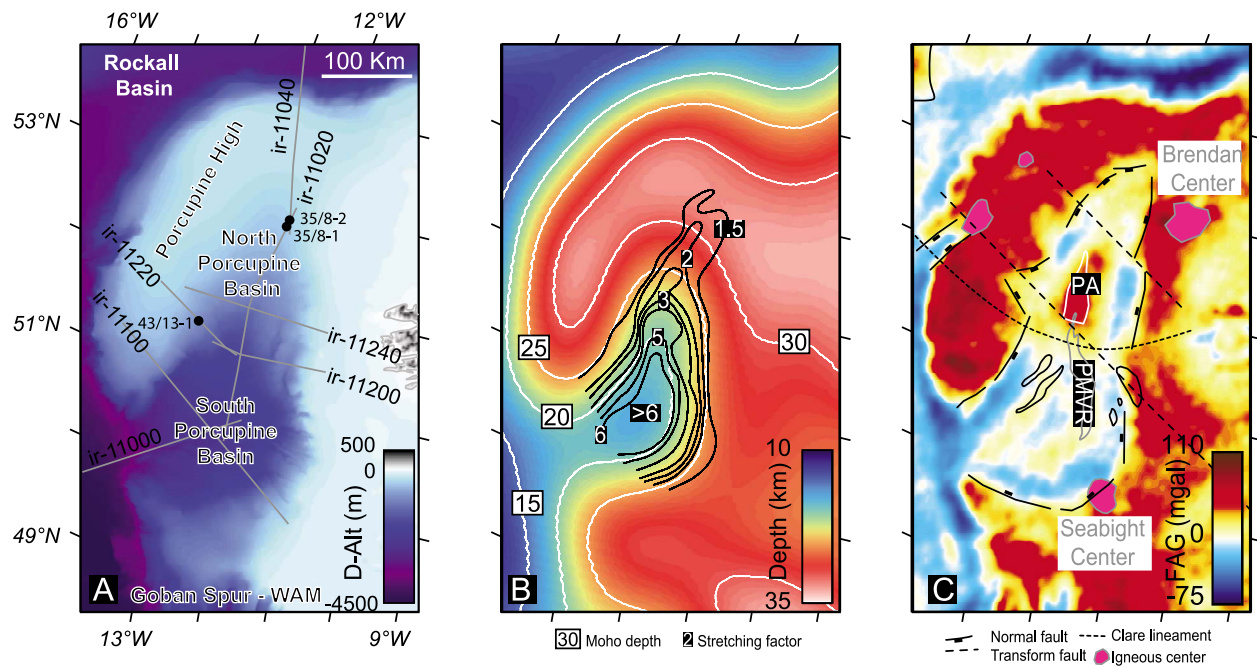 16°W
12°W
Rockall
Basin
100 Km
ir-11040
ir-11020
53°N
Porcupine High
35/8-2
35/8-1
North
Porcupine
Basin
ir-11220
ir-11100
43/13-1
51°N
ir-11240
ir-11200
South
Porcupine
Basin
ir-11000
500
0
D-Alt (m)
-4500
49°N
A
Goban Spur - WAM
13°W
9°W
1.5
2
3
5
25
30
20
>6
6
15
10
Depth (km)
35
B
30 Moho depth
2 Stretching factor
Brendan
Center
PA
PMVR
110
0
FAG (mgal)
-75
Seabight
Center
C
Normal fault
Clare lineament
Transform fault
Igneous center